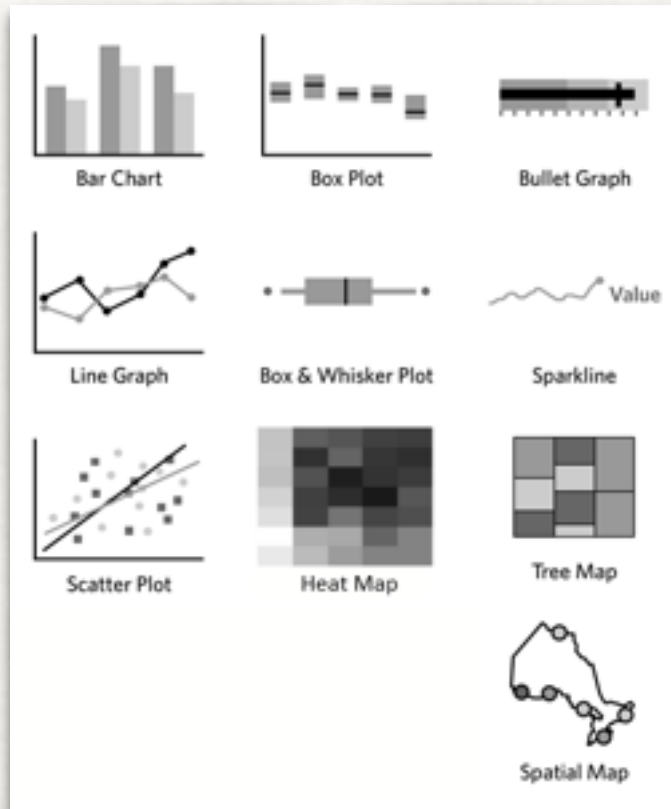 Bar Chart
Box Plot
Bullet Graph
Line Graph
Box & Whisker Plot
Value
Sparkline
Scatter Plot
Heat Map
Tree Map
Spatial Map